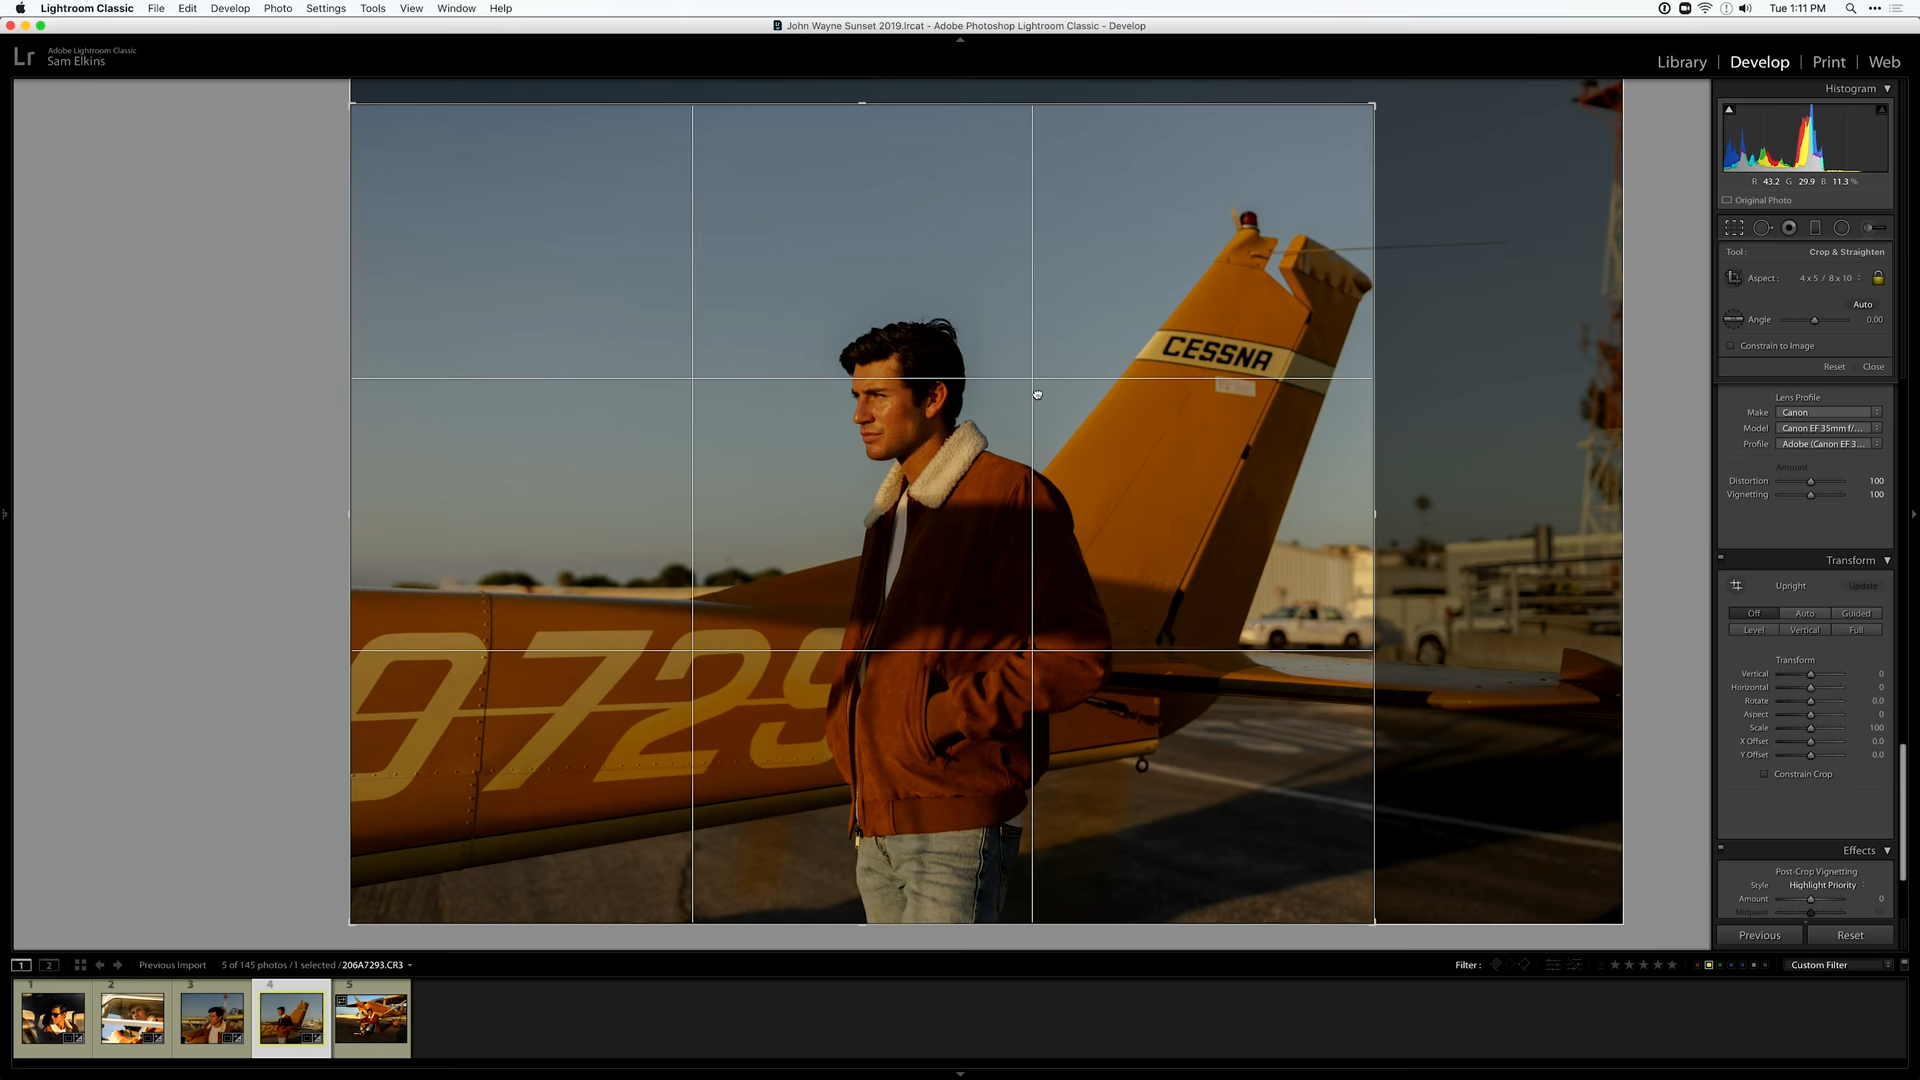 Lightroom Classic File Edit Develop Photo Settings Tools View Window Help
Tue 1:11 PM
John Wayne Sunset 2019.lrcat - Adobe Photoshop Lightroom Classic - Develop
Lr Adobe Lightroom Classic
Sam Elkins
Library | Develop | Print | Web
Histogram
R 43.2 G 29.9 B 11.3 %
Original Photo
Tool : Crop & Straighten
Aspect : 4 x 5 / 8 x 10
Auto
Angle 0.00
Constrain to Image
Reset Close
Lens Profile
Make Canon
Model Canon EF 35mm f/...
Profile Adobe (Canon EF 3...
Amount
Distortion 100
Vignetting 100
Transform
Upright Update
Off Auto Guided
Level Vertical Full
Transform
Vertical 0
Horizontal 0
Rotate 0.0
Aspect 0
Scale 100
X Offset 0.0
Y Offset 0.0
Constrain Crop
Effects
Post-Crop Vignetting
Style Highlight Priority
Amount 0
Midpoint
Previous Reset
CESSNA
0729
1 2 Previous Import 5 of 145 photos / 1 selected / 206A7293.CR3
Filter : Custom Filter
1 2 3 4 5